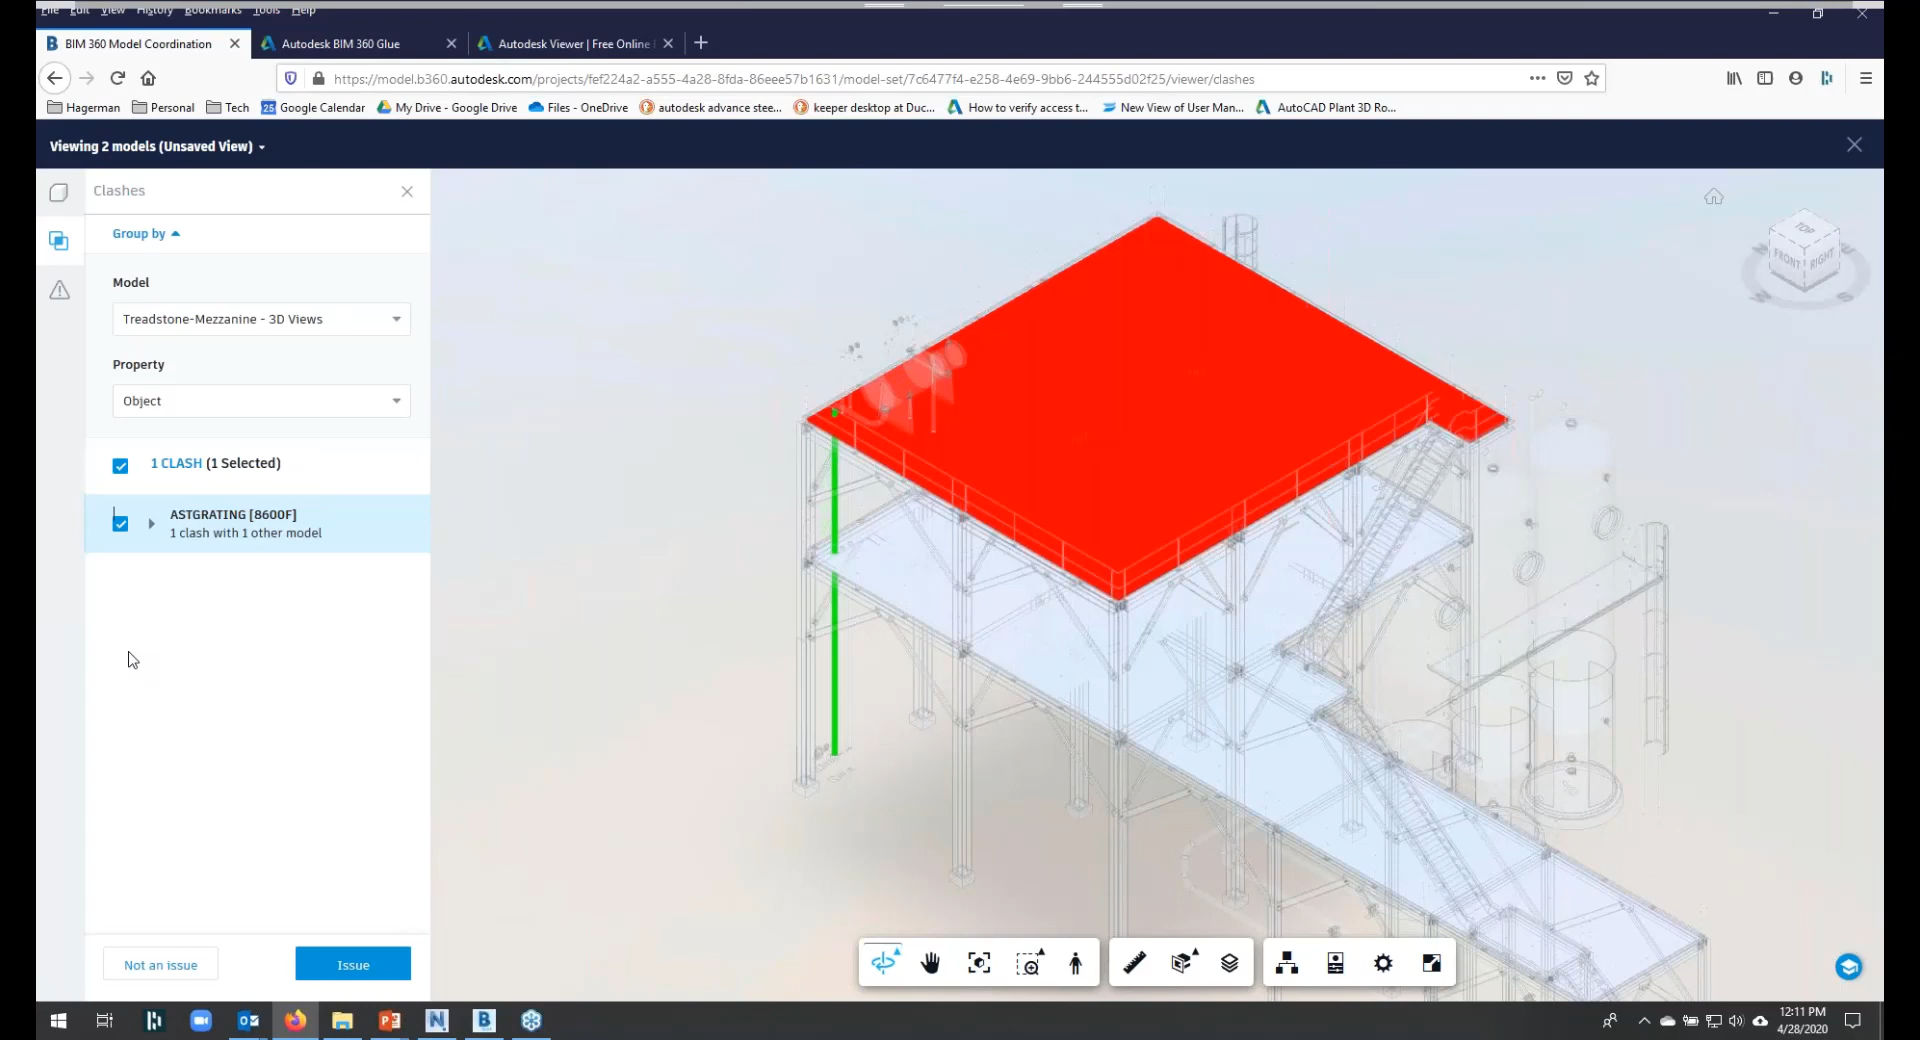 File Edit View History Bookmarks Tools Help
BIM 360 Model Coordination
Autodesk BIM 360 Glue
Autodesk Viewer | Free Online
https://model.b360.autodesk.com/projects/fef224a2-a555-4a28-8fda-86eee57b1631/model-set/7c6477f4-e258-4e69-9bb6-244555d02f25/viewer/clashes
Hagerman Personal Tech Google Calendar My Drive - Google Drive Files - OneDrive autodesk advance stee... keeper desktop at Duc... How to verify access t... New View of User Man... AutoCAD Plant 3D Ro...
Viewing 2 models (Unsaved View)
Clashes
Group by
Model
Treadstone-Mezzanine - 3D Views
Property
Object
1 CLASH (1 Selected)
ASTGRATING [8600F]
1 clash with 1 other model
Not an issue
Issue
TOP
FRONT
RIGHT
12:11 PM
4/28/2020